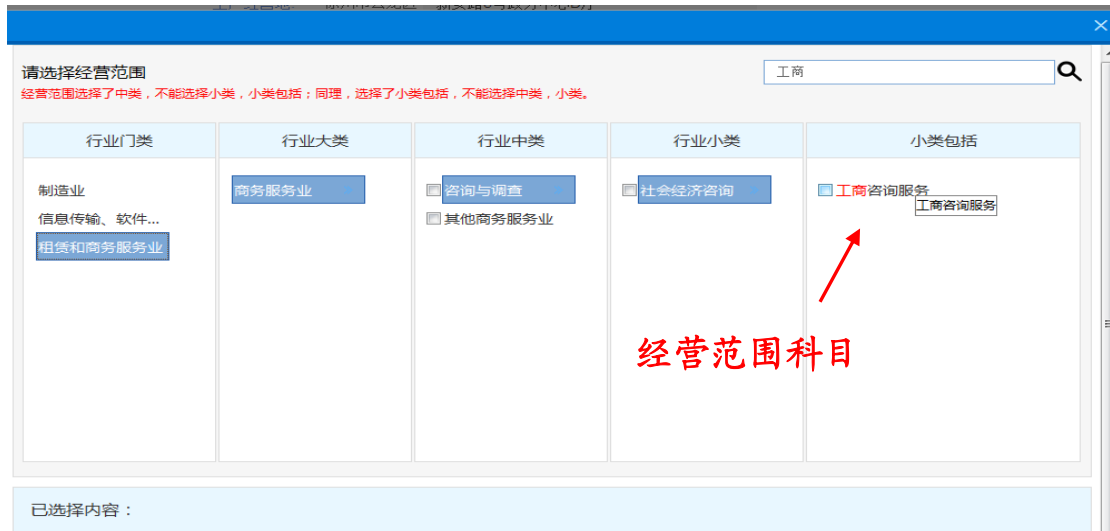 请选择经营范围
工商
经营范围选择了中类，不能选择小类，小类包括；同理，选择了小类包括，不能选择中类，小类。
行业门类 行业大类 行业中类 行业小类 小类包括
制造业 商务服务业 咨询与调查 社会经济咨询 工商咨询服务
信息传输、软件... 其他商务服务业 工商咨询服务
租赁和商务服务业
经营范围科目
已选择内容：